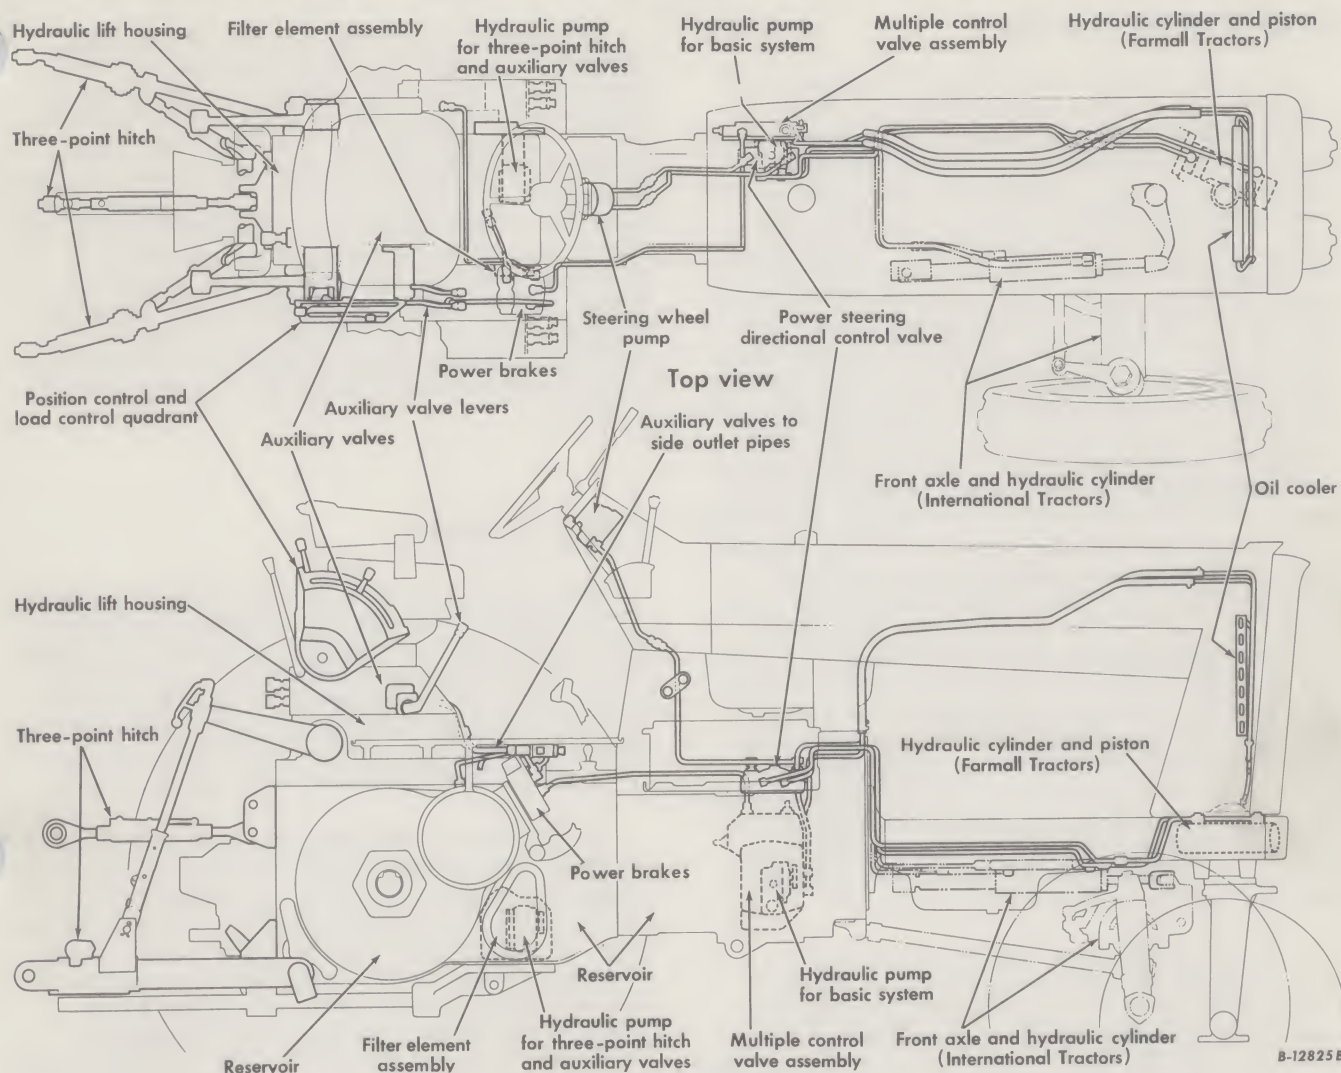 Hydraulic lift housing
Filter element assembly
Hydraulic pump
for three-point hitch
and auxiliary valves
Hydraulic pump
for basic system
Multiple control
valve assembly
Hydraulic cylinder and piston
(Farmall Tractors)
Three-point hitch
Position control and
load control quadrant
Auxiliary valves
Auxiliary valve levers
Power brakes
Steering wheel
pump
Top view
Power steering
directional control valve
Auxiliary valves to
side outlet pipes
Front axle and hydraulic cylinder
(International Tractors)
Oil cooler
Hydraulic lift housing
Three-point hitch
Hydraulic cylinder and piston
(Farmall Tractors)
Power brakes
Reservoir
Hydraulic pump
for basic system
Reservoir
Filter element
assembly
Hydraulic pump
for three-point hitch
and auxiliary valves
Multiple control
valve assembly
Front axle and hydraulic cylinder
(International Tractors)
B-12825B